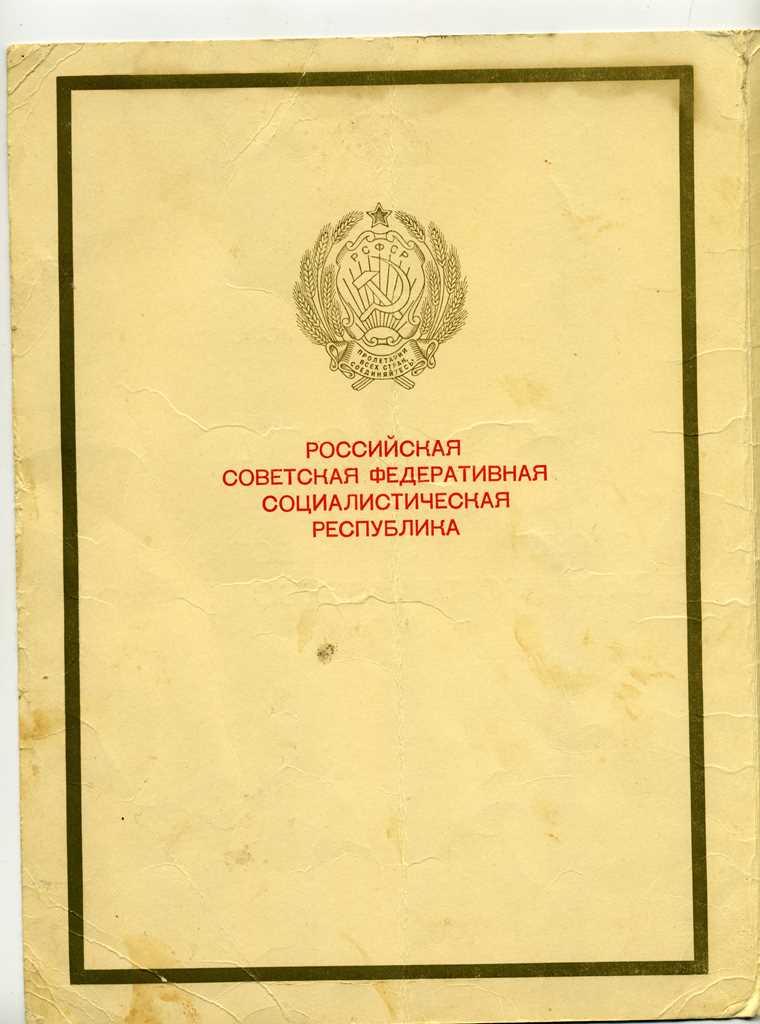 РСФСР
ПРОЛЕТАРИИ
ВСЕХ СТРАН,
СОЕДИНЯЙТЕСЬ!
РОССИЙСКАЯ
СОВЕТСКАЯ ФЕДЕРАТИВНАЯ
СОЦИАЛИСТИЧЕСКАЯ
РЕСПУБЛИКА